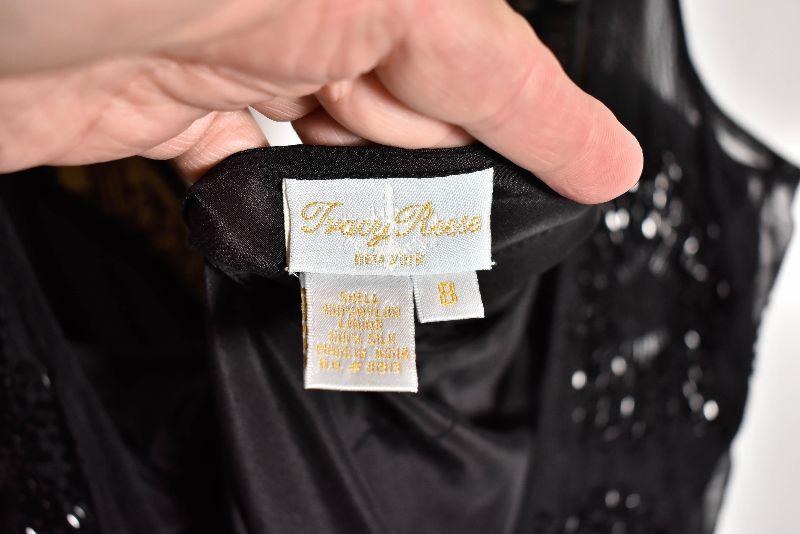 Tracy Reese
NEW YORK
8
SHELL
100% NYLON
LINING
100% SILK
MADE IN INDIA